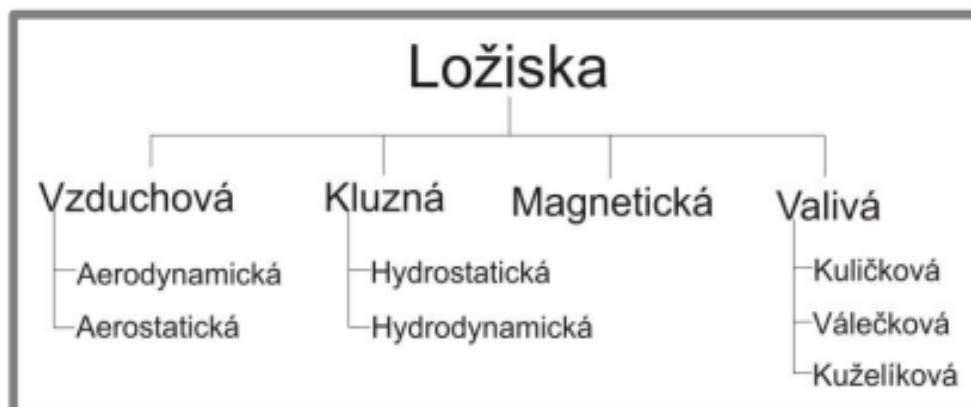 Ložiska
Vzduchová
Aerodynamická
Aerostatická
Kluzná
Hydrostatická
Hydrodynamická
Magnetická
Valivá
Kuličková
Válečková
Kuželíková